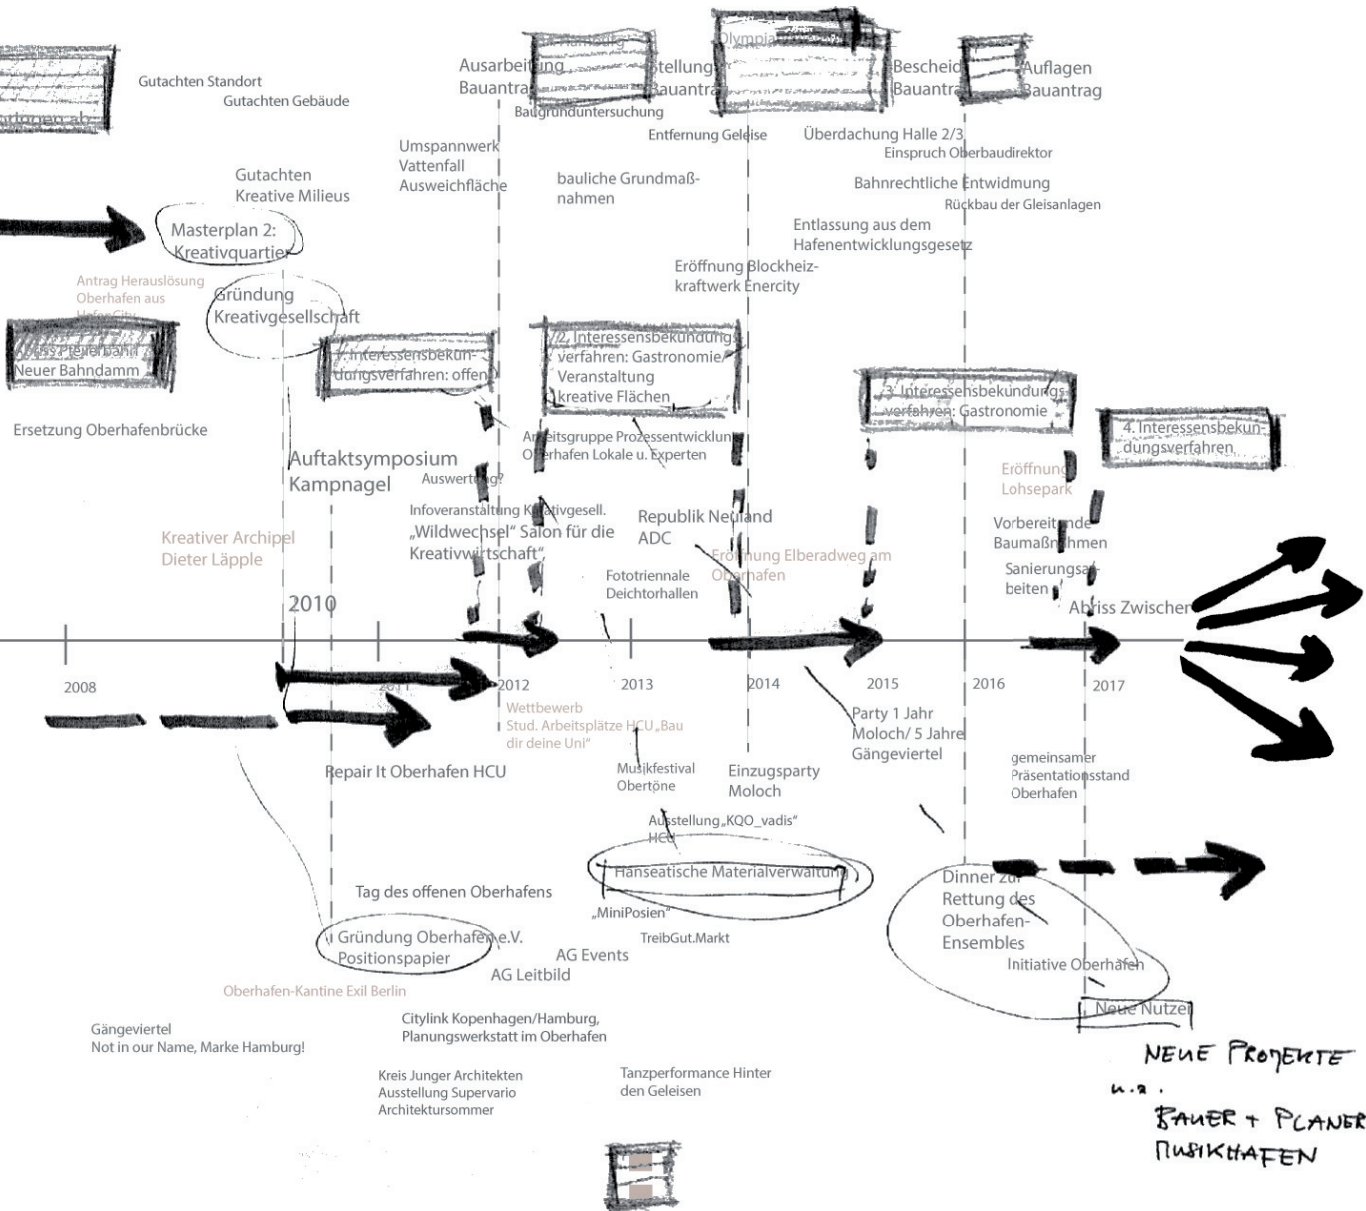 Gutachten Standort
Gutachten Gebäude
Ausarbeitung
Bauantrag
Baugrunduntersuchung
Stellung
Bauantrag
Olympia
Bescheid
Bauantrag
Auflagen
Bauantrag
Entfernung Geleise
Überdachung Halle 2/3
Einspruch Oberbaudirektor
Umspannwerk
Vattenfall
Ausweichfläche
bauliche Grundmaß-
nahmen
Bahnrechtliche Entwidmung
Rückbau der Gleisanlagen
Gutachten
Kreative Milieus
Entlassung aus dem
Hafenentwicklungsgesetz
Masterplan 2:
Kreativquartier
Eröffnung Blockheiz-
kraftwerk Enercity
Antrag Herauslösung
Oberhafen aus
HafenCity
Gründung
Kreativgesellschaft
Neuer Bahndamm
1. Interessensbekun-
dungsverfahren: offen
2. Interessensbekundungs-
verfahren: Gastronomie/
Veranstaltung
kreative Flächen
3. Interessensbekundungs-
verfahren: Gastronomie
4. Interessensbekun-
dungsverfahren
Ersetzung Oberhafenbrücke
Arbeitsgruppe Prozessentwicklung
Oberhafen Lokale u. Experten
Auftaktsymposium
Kampnagel
Auswertung?
Eröffnung
Lohsepark
Infoveranstaltung Kreativgesell.
„Wildwechsel“ Salon für die
Kreativwirtschaft“
Republik Neuland
ADC
Vorbereitende
Baumaßnahmen
Kreativer Archipel
Dieter Läpple
Eröffnung Elberadweg am
Oberhafen
Fototriennale
Deichtorhallen
Sanierungsar-
beiten
2010
Abriss Zwischen
2008
2011
2012
2013
2014
2015
2016
2017
Wettbewerb
Stud. Arbeitsplätze HCU „Bau
dir deine Uni“
Party 1 Jahr
Moloch/ 5 Jahre
Gängeviertel
Repair It Oberhafen HCU
Musikfestival
Obertöne
Einzugsparty
Moloch
gemeinsamer
Präsentationsstand
Oberhafen
Ausstellung „KQO_vadis“
HCU
Hanseatische Materialverwaltung
Tag des offenen Oberhafens
„MiniPosien“
TreibGut.Markt
Dinner zur
Rettung des
Oberhafen-
Ensembles
Initiative Oberhafen
Gründung Oberhafen e.V.
Positionspapier
AG Events
AG Leitbild
Oberhafen-Kantine Exil Berlin
Neue Nutzer
Gängeviertel
Not in our Name, Marke Hamburg!
Citylink Kopenhagen/Hamburg,
Planungswerkstatt im Oberhafen
Kreis Junger Architekten
Ausstellung Supervario
Architektursommer
Tanzperformance Hinter
den Geleisen
NEUE PROJEKTE
u.a.
BAUER + PLANER
MUSIKHAFEN